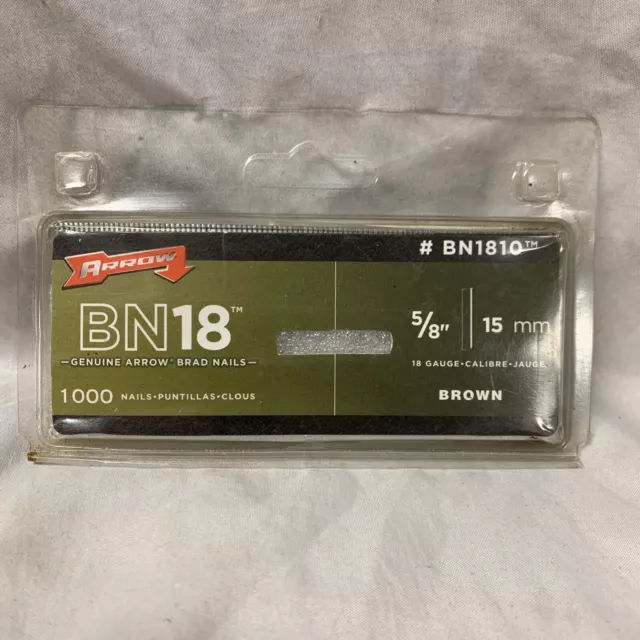 ARROW
# BN1810™
BN18™
GENUINE ARROW® BRAD NAILS
5/8" 15 mm
18 GAUGE•CALIBRE•JAUGE
1000 NAILS•PUNTILLAS•CLOUS
BROWN